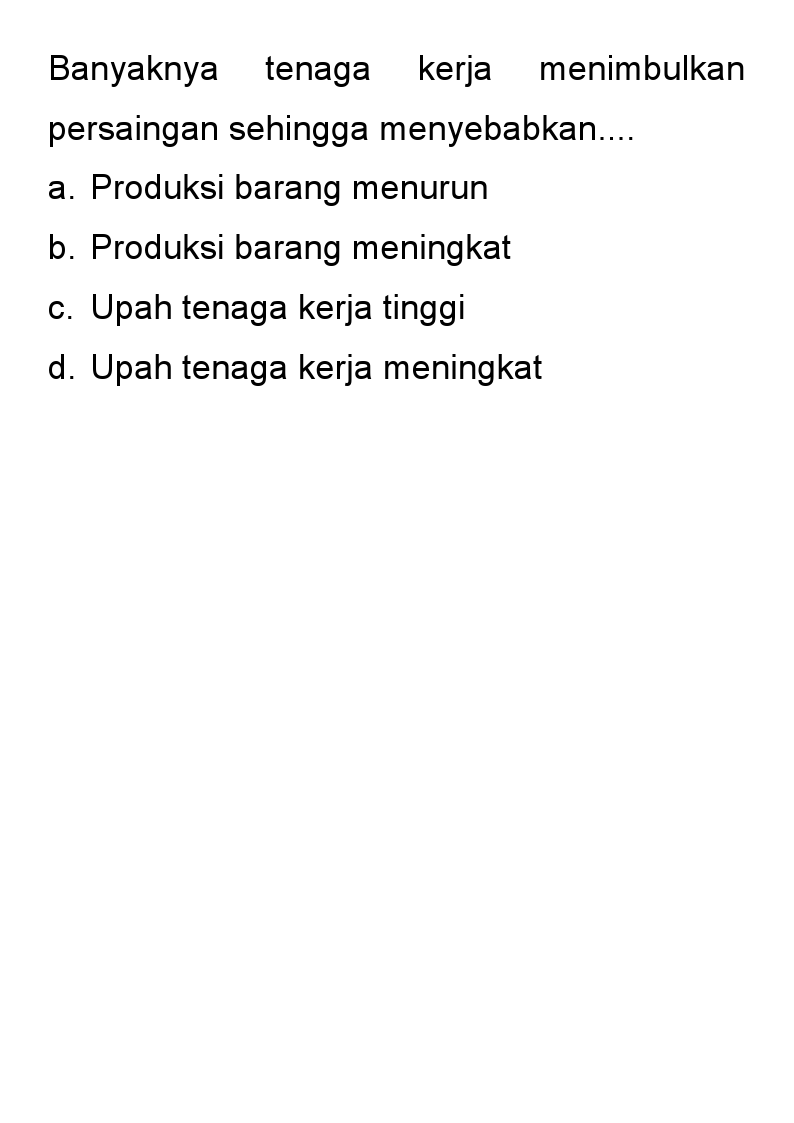 Banyaknya tenaga kerja menimbulkan
persaingan sehingga menyebabkan....
a. Produksi barang menurun
b. Produksi barang meningkat
c. Upah tenaga kerja tinggi
d. Upah tenaga kerja meningkat